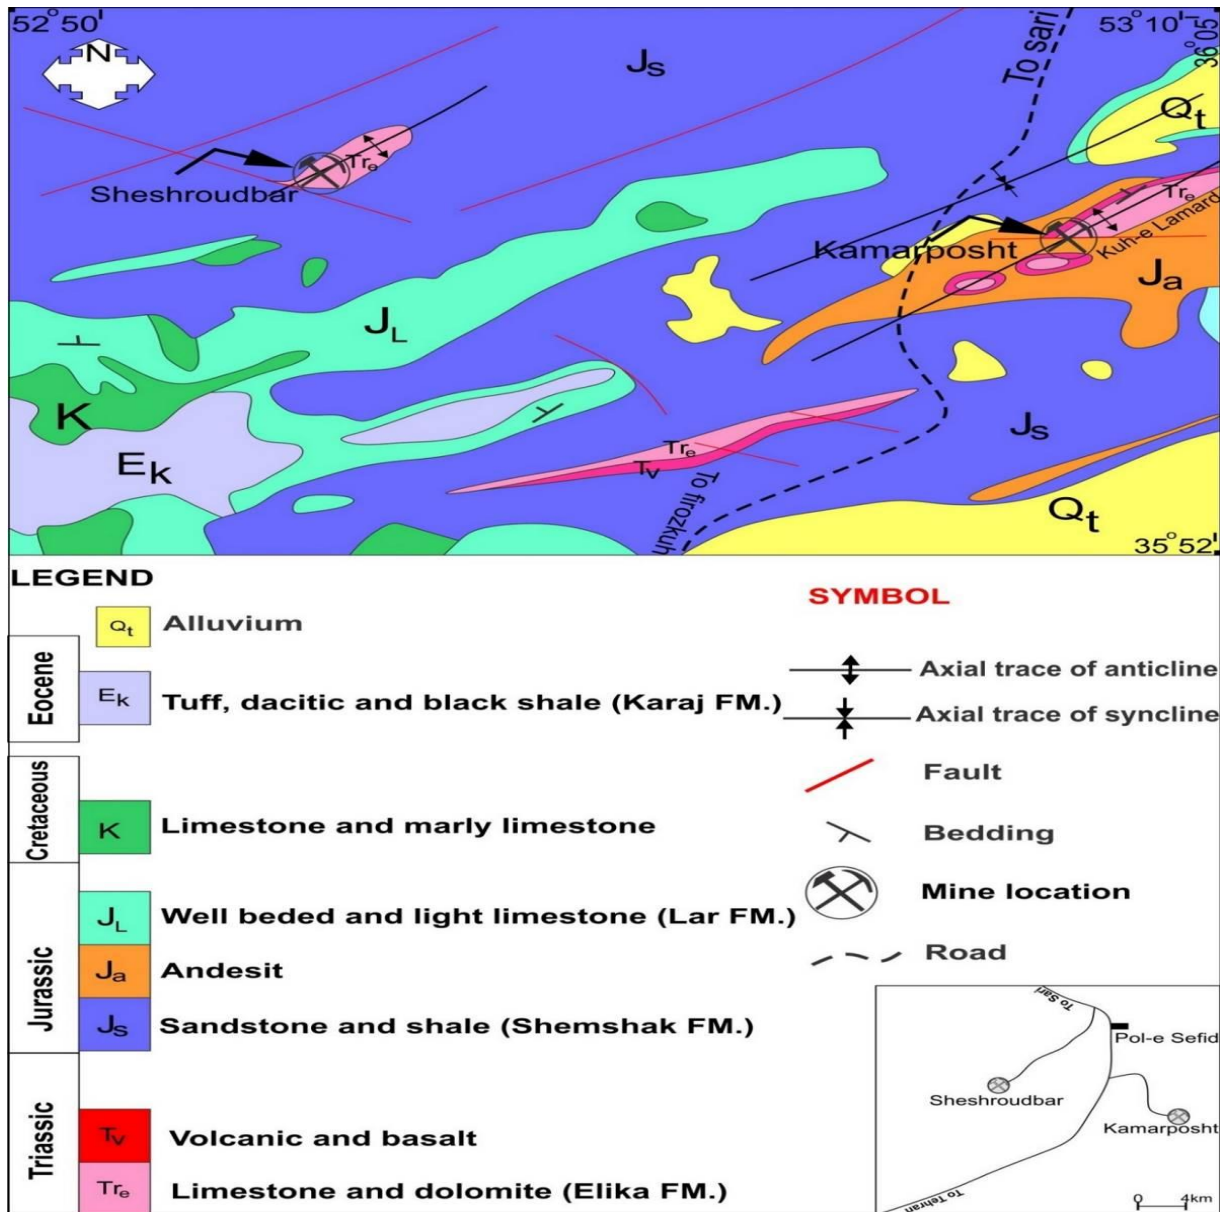 52°50'
53°10'
36°05'
N
Js
To sari
Qt
Tre
Sheshroudbar
Tre
Kuh-e Lamard
Kamarposht
Ja
JL
K
Ek
Js
Tre
Tv
To firozkuh
Qt
35°52'
LEGEND
Qt Alluvium
Eocene
Ek Tuff, dacitic and black shale (Karaj FM.)
Cretaceous
K Limestone and marly limestone
Jurassic
JL Well beded and light limestone (Lar FM.)
Ja Andesit
Js Sandstone and shale (Shemshak FM.)
Triassic
Tv Volcanic and basalt
Tre Limestone and dolomite (Elika FM.)
SYMBOL
Axial trace of anticline
Axial trace of syncline
Fault
Bedding
Mine location
Road
To Sari
Pol-e Sefid
Sheshroudbar
Kamarposht
To Tehran
0 4km